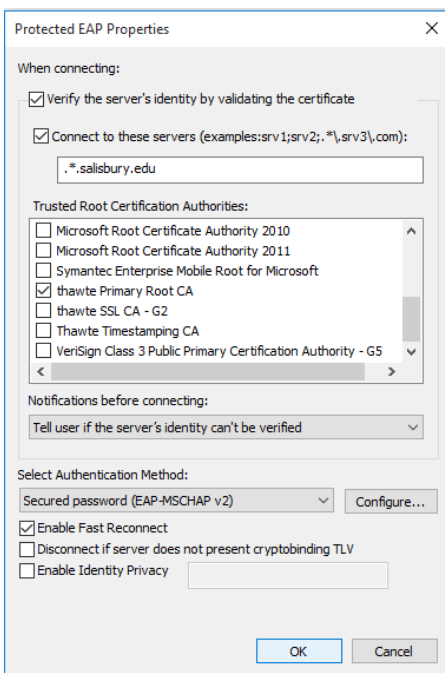 Protected EAP Properties
When connecting:
Verify the server's identity by validating the certificate
Connect to these servers (examples:srv1;srv2;.*\.srv3\.com):
.*.salisbury.edu
Trusted Root Certification Authorities:
Microsoft Root Certificate Authority 2010
Microsoft Root Certificate Authority 2011
Symantec Enterprise Mobile Root for Microsoft
thawte Primary Root CA
thawte SSL CA - G2
Thawte Timestamping CA
VeriSign Class 3 Public Primary Certification Authority - G5
Notifications before connecting:
Tell user if the server's identity can't be verified
Select Authentication Method:
Secured password (EAP-MSCHAP v2)
Configure...
Enable Fast Reconnect
Disconnect if server does not present cryptobinding TLV
Enable Identity Privacy
OK
Cancel